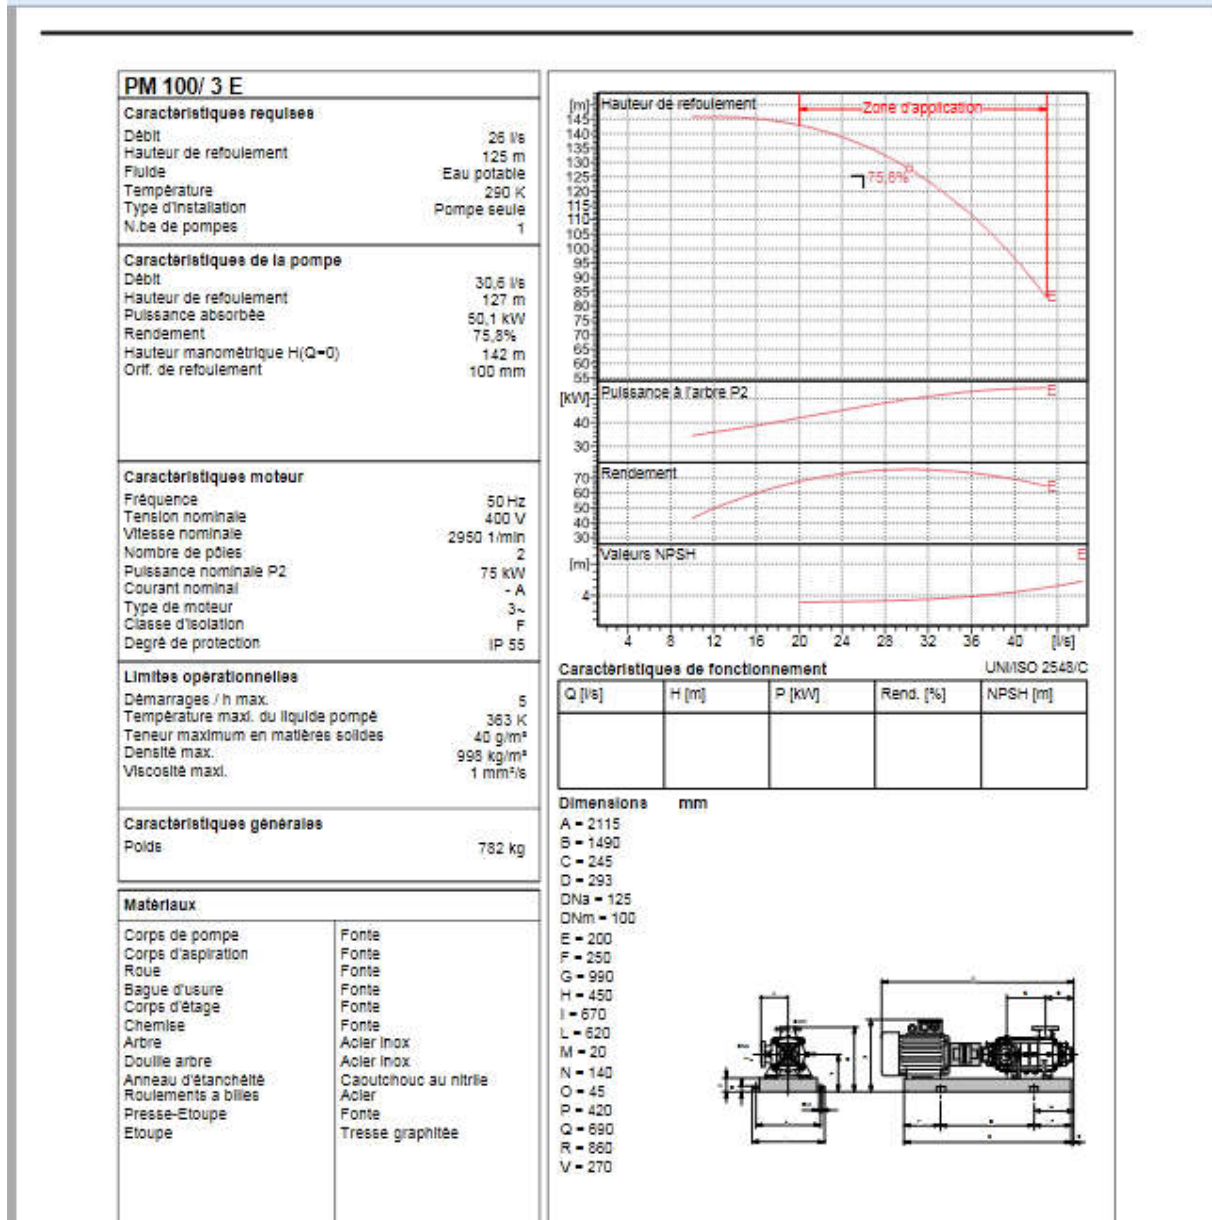 PM 100/ 3 E
Caractéristiques requises
Débit 26 l/s
Hauteur de refoulement 125 m
Fluide Eau potable
Température 290 K
Type d'installation Pompe seule
N.be de pompes 1
Caractéristiques de la pompe
Débit 30,6 l/s
Hauteur de refoulement 127 m
Puissance absorbée 50,1 kW
Rendement 75,8%
Hauteur manométrique H(Q=0) 142 m
Orif. de refoulement 100 mm
Caractéristiques moteur
Fréquence 50 Hz
Tension nominale 400 V
Vitesse nominale 2950 1/min
Nombre de pôles 2
Puissance nominale P2 75 kW
Courant nominal - A
Type de moteur 3~
Classe d'isolation F
Degré de protection IP 55
Limites opérationnelles
Démarrages / h max. 5
Température maxi. du liquide pompé 363 K
Teneur maximum en matières solides 40 g/m³
Densité max. 998 kg/m³
Viscosité maxi. 1 mm²/s
Caractéristiques générales
Poids 782 kg
Matériaux
Corps de pompe Fonte
Corps d'aspiration Fonte
Roue Fonte
Bague d'usure Fonte
Corps d'étage Fonte
Chemise Fonte
Arbre Acier inox
Douille arbre Acier inox
Anneau d'étanchéité Caoutchouc au nitrile
Roulements a billes Acier
Presse-Etoupe Fonte
Etoupe Tresse graphitée
[m] Hauteur de refoulement
Zone d'application
145
140
135
130
125
75,8%
120
115
110
105
100
95
90
85
E
80
75
70
65
60
55
[kW] Puissance à l'arbre P2
E
40
30
Rendement
70
60
E
50
40
30
Valeurs NPSH
E
[m]
4
4 8 12 16 20 24 28 32 36 40 [l/s]
Caractéristiques de fonctionnement UNI/ISO 2548/C
Q [l/s] H [m] P [kW] Rend. [%] NPSH [m]
Dimensions mm
A = 2115
B = 1490
C = 245
D = 293
DNa = 125
DNm = 100
E = 200
F = 250
G = 990
H = 450
I = 670
L = 620
M = 20
N = 140
O = 45
P = 420
Q = 690
R = 860
V = 270